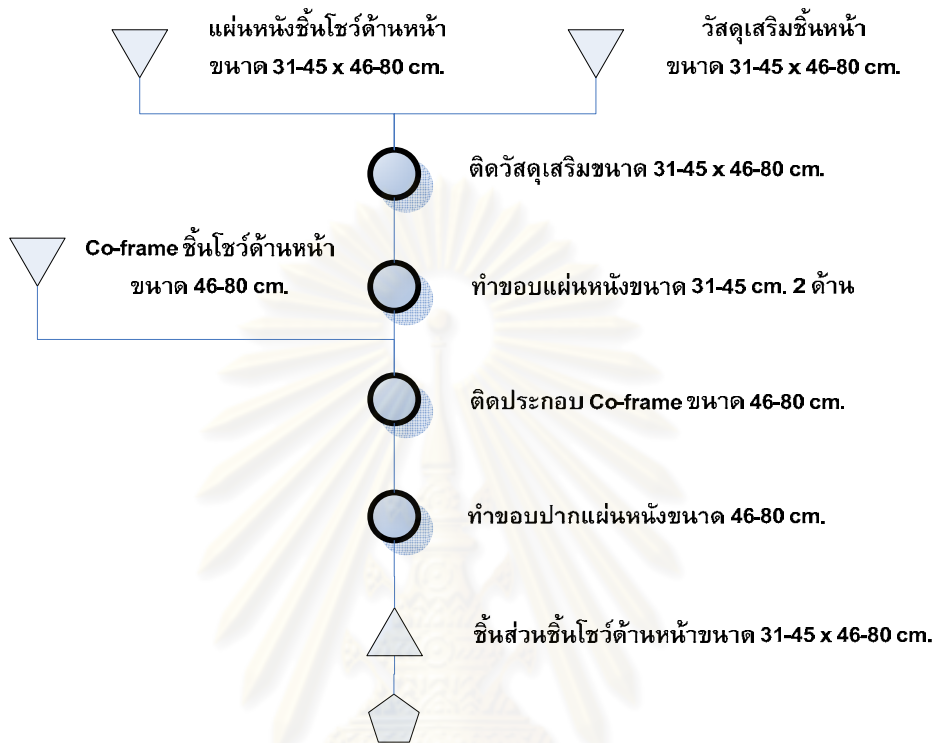 แผ่นหนังชิ้นโชว์ด้านหน้า
ขนาด 31-45 x 46-80 cm.
วัสดุเสริมชิ้นหน้า
ขนาด 31-45 x 46-80 cm.
ติดวัสดุเสริมขนาด 31-45 x 46-80 cm.
Co-frame ชิ้นโชว์ด้านหน้า
ขนาด 46-80 cm.
ทำขอบแผ่นหนังขนาด 31-45 cm. 2 ด้าน
ติดประกอบ Co-frame ขนาด 46-80 cm.
ทำขอบปากแผ่นหนังขนาด 46-80 cm.
ชิ้นส่วนชิ้นโชว์ด้านหน้าขนาด 31-45 x 46-80 cm.